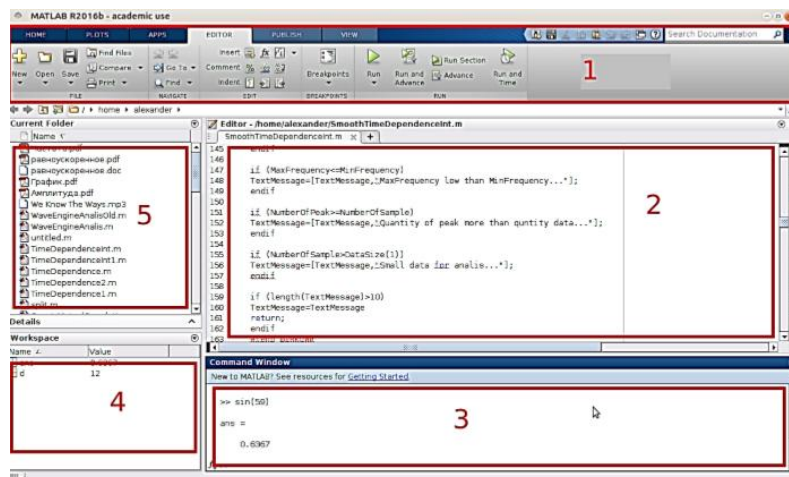 MATLAB R2016b - academic use
HOME PLOTS APPS EDITOR PUBLISH VIEW Search Documentation
Find Files Insert fx
Compare Go To Comment % Run Section
New Open Save Print Find Indent Breakpoints Run Run and Advance Advance Run and Time
FILE NAVIGATE EDIT BREAKPOINTS RUN
1
/ home alexander
Current Folder
Name
равноускоренное.pdf
равноускоренное.doc
График.pdf
Амплитуда.pdf
We Know The Ways.mp3
WaveEngineAnalisOld.m
WaveEngineAnalis.m
untitled.m
TimeDependenceInt.m
TimeDependenceInt1.m
TimeDependence.m
TimeDependence2.m
TimeDependence1.m
split.m
5
Details
Workspace
Name Value
d 12
4
Editor - /home/alexander/SmoothTimeDependenceInt.m
SmoothTimeDependenceInt.m x +
145 endif
146
147 if (MaxFrequency<=MinFrequency)
148 TextMessage=[TextMessage,"MaxFrequency low than MinFrequency..."];
149 endif
150
151 if (NumberOfPeak>=NumberOfSample)
152 TextMessage=[TextMessage,"Quantity of peak more than quntity data..."];
153 endif
154
155 if (NumberOfSample>DataSize(1))
156 TextMessage=[TextMessage,"Small data for analis..."];
157 endif
158
159 if (length(TextMessage)>10)
160 TextMessage=TextMessage
161 return;
162 endif
163
2
Command Window
New to MATLAB? See resources for Getting Started.
>> sin(59)
ans =
0.6367
3